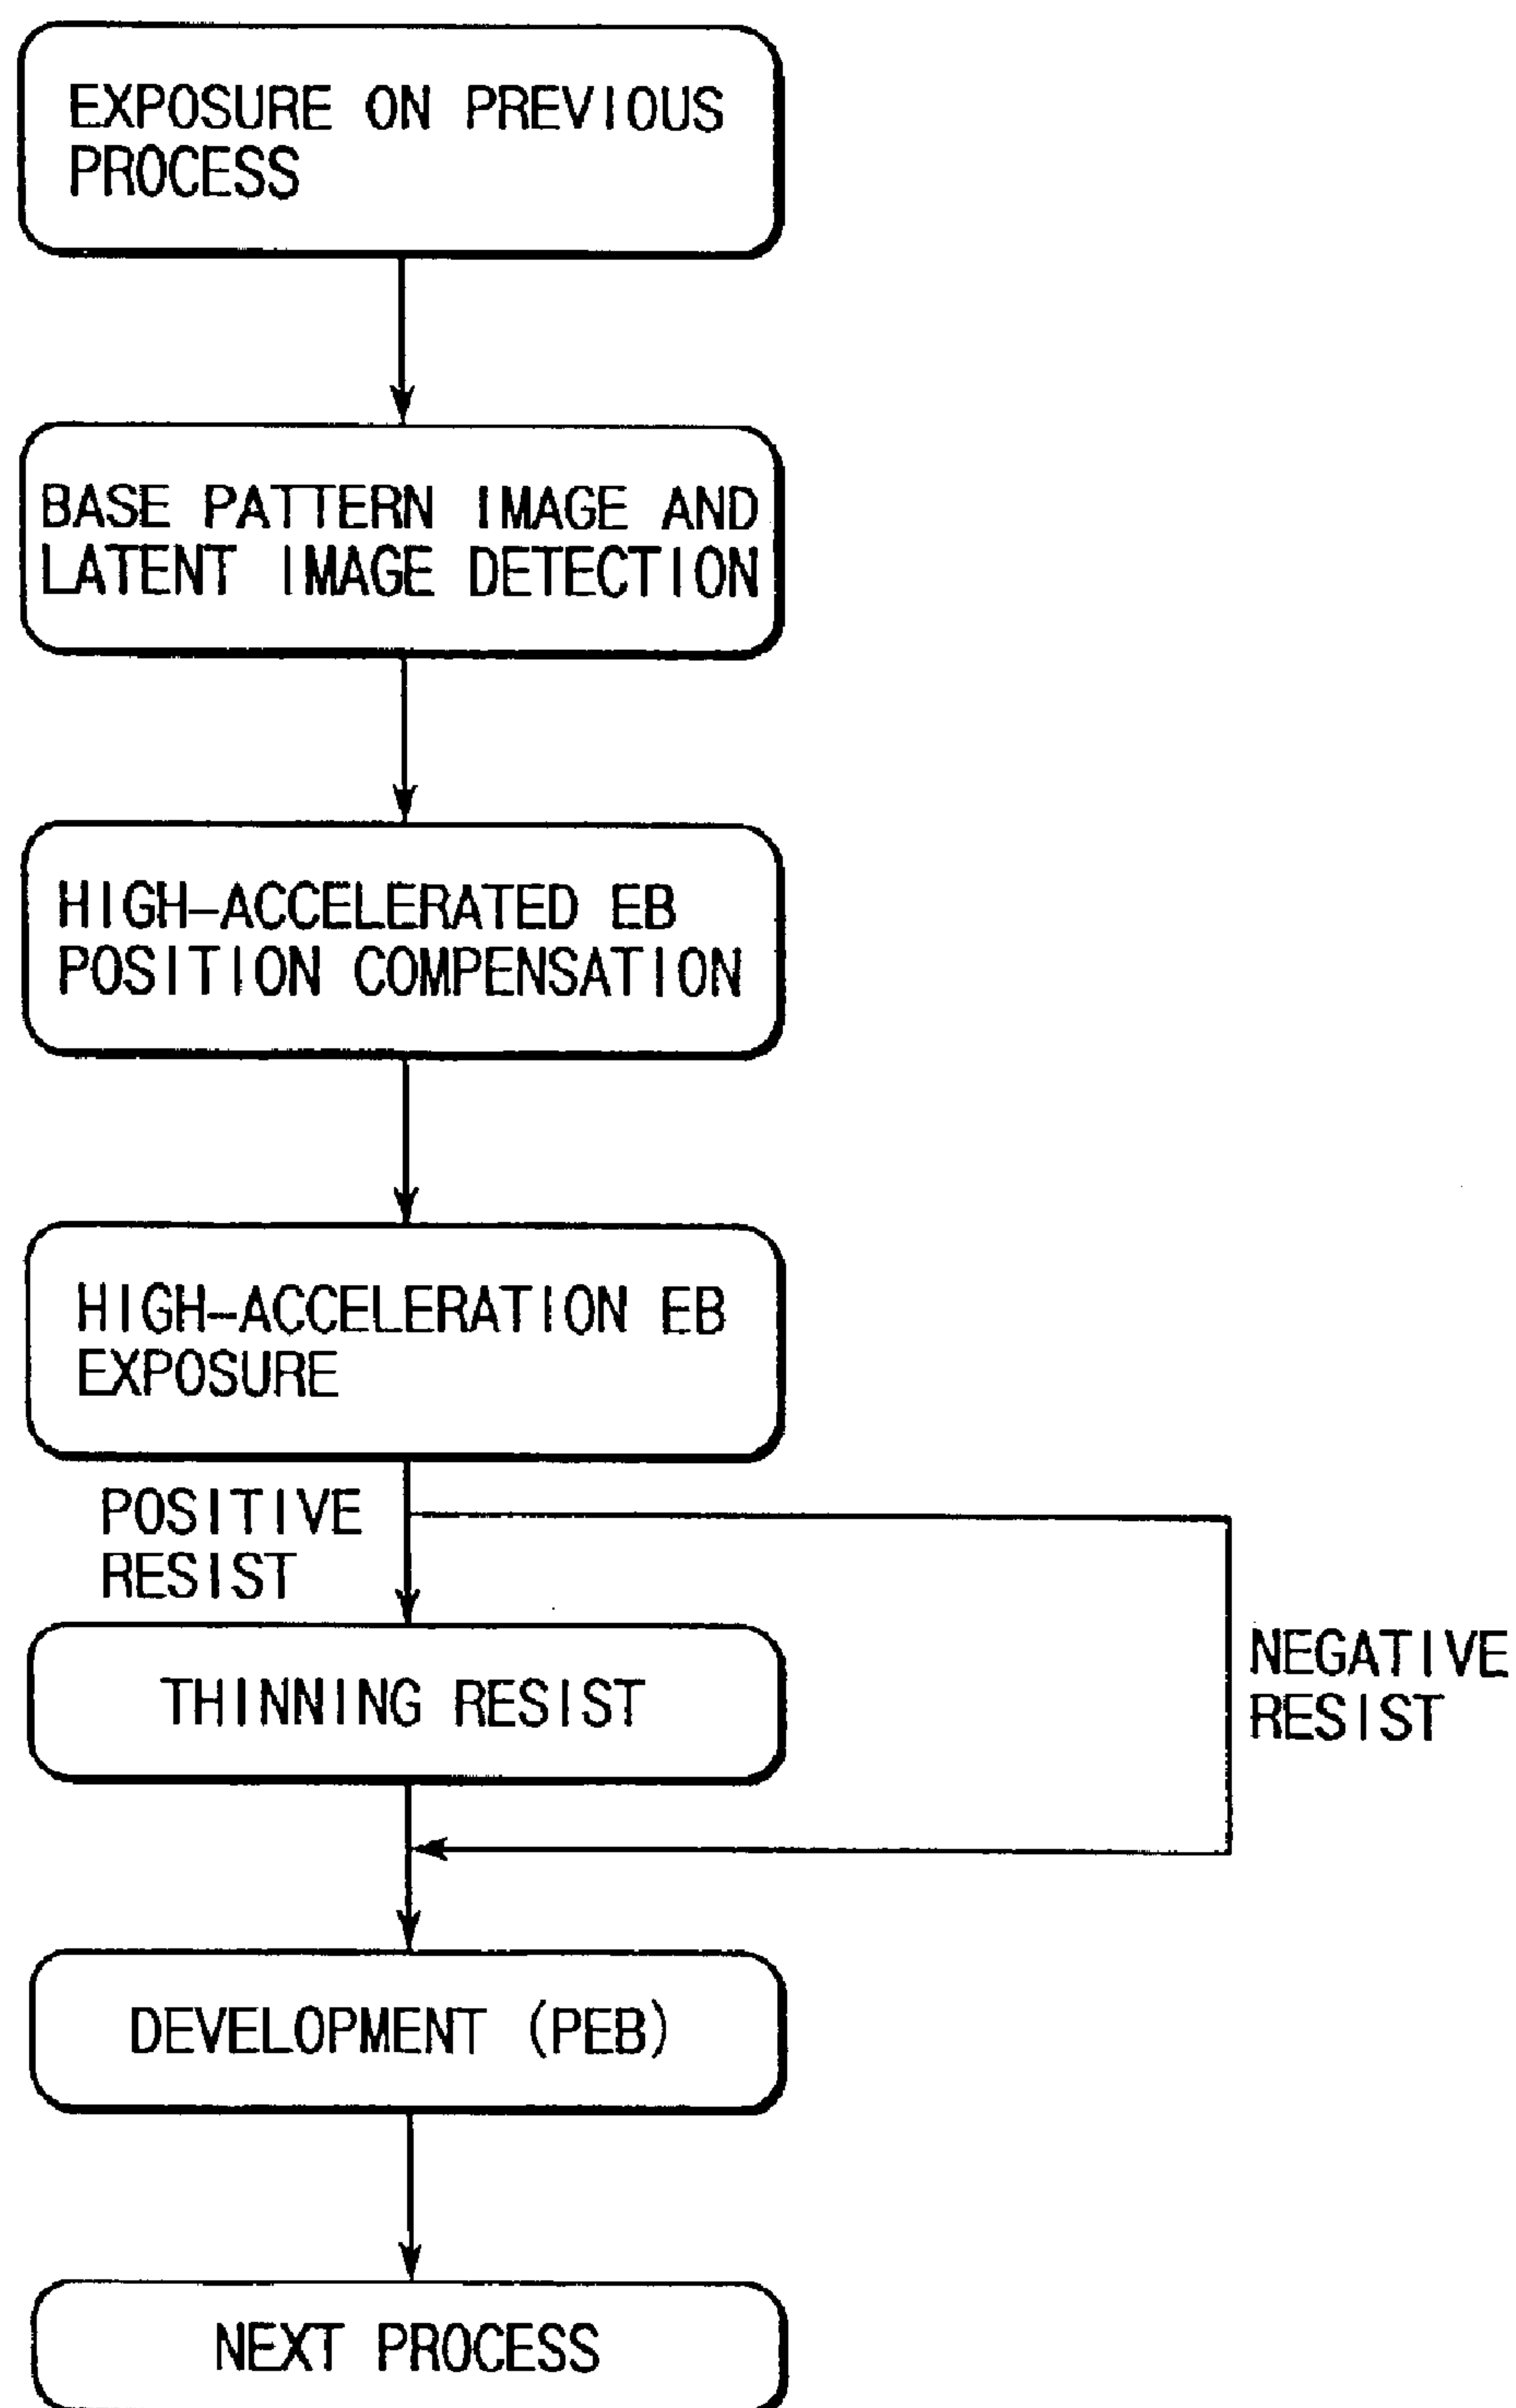 EXPOSURE ON PREVIOUS
PROCESS
BASE PATTERN IMAGE AND
LATENT IMAGE DETECTION
HIGH-ACCELERATED EB
POSITION COMPENSATION
HIGH-ACCELERATION EB
EXPOSURE
POSITIVE
RESIST
THINNING RESIST
NEGATIVE
RESIST
DEVELOPMENT (PEB)
NEXT PROCESS